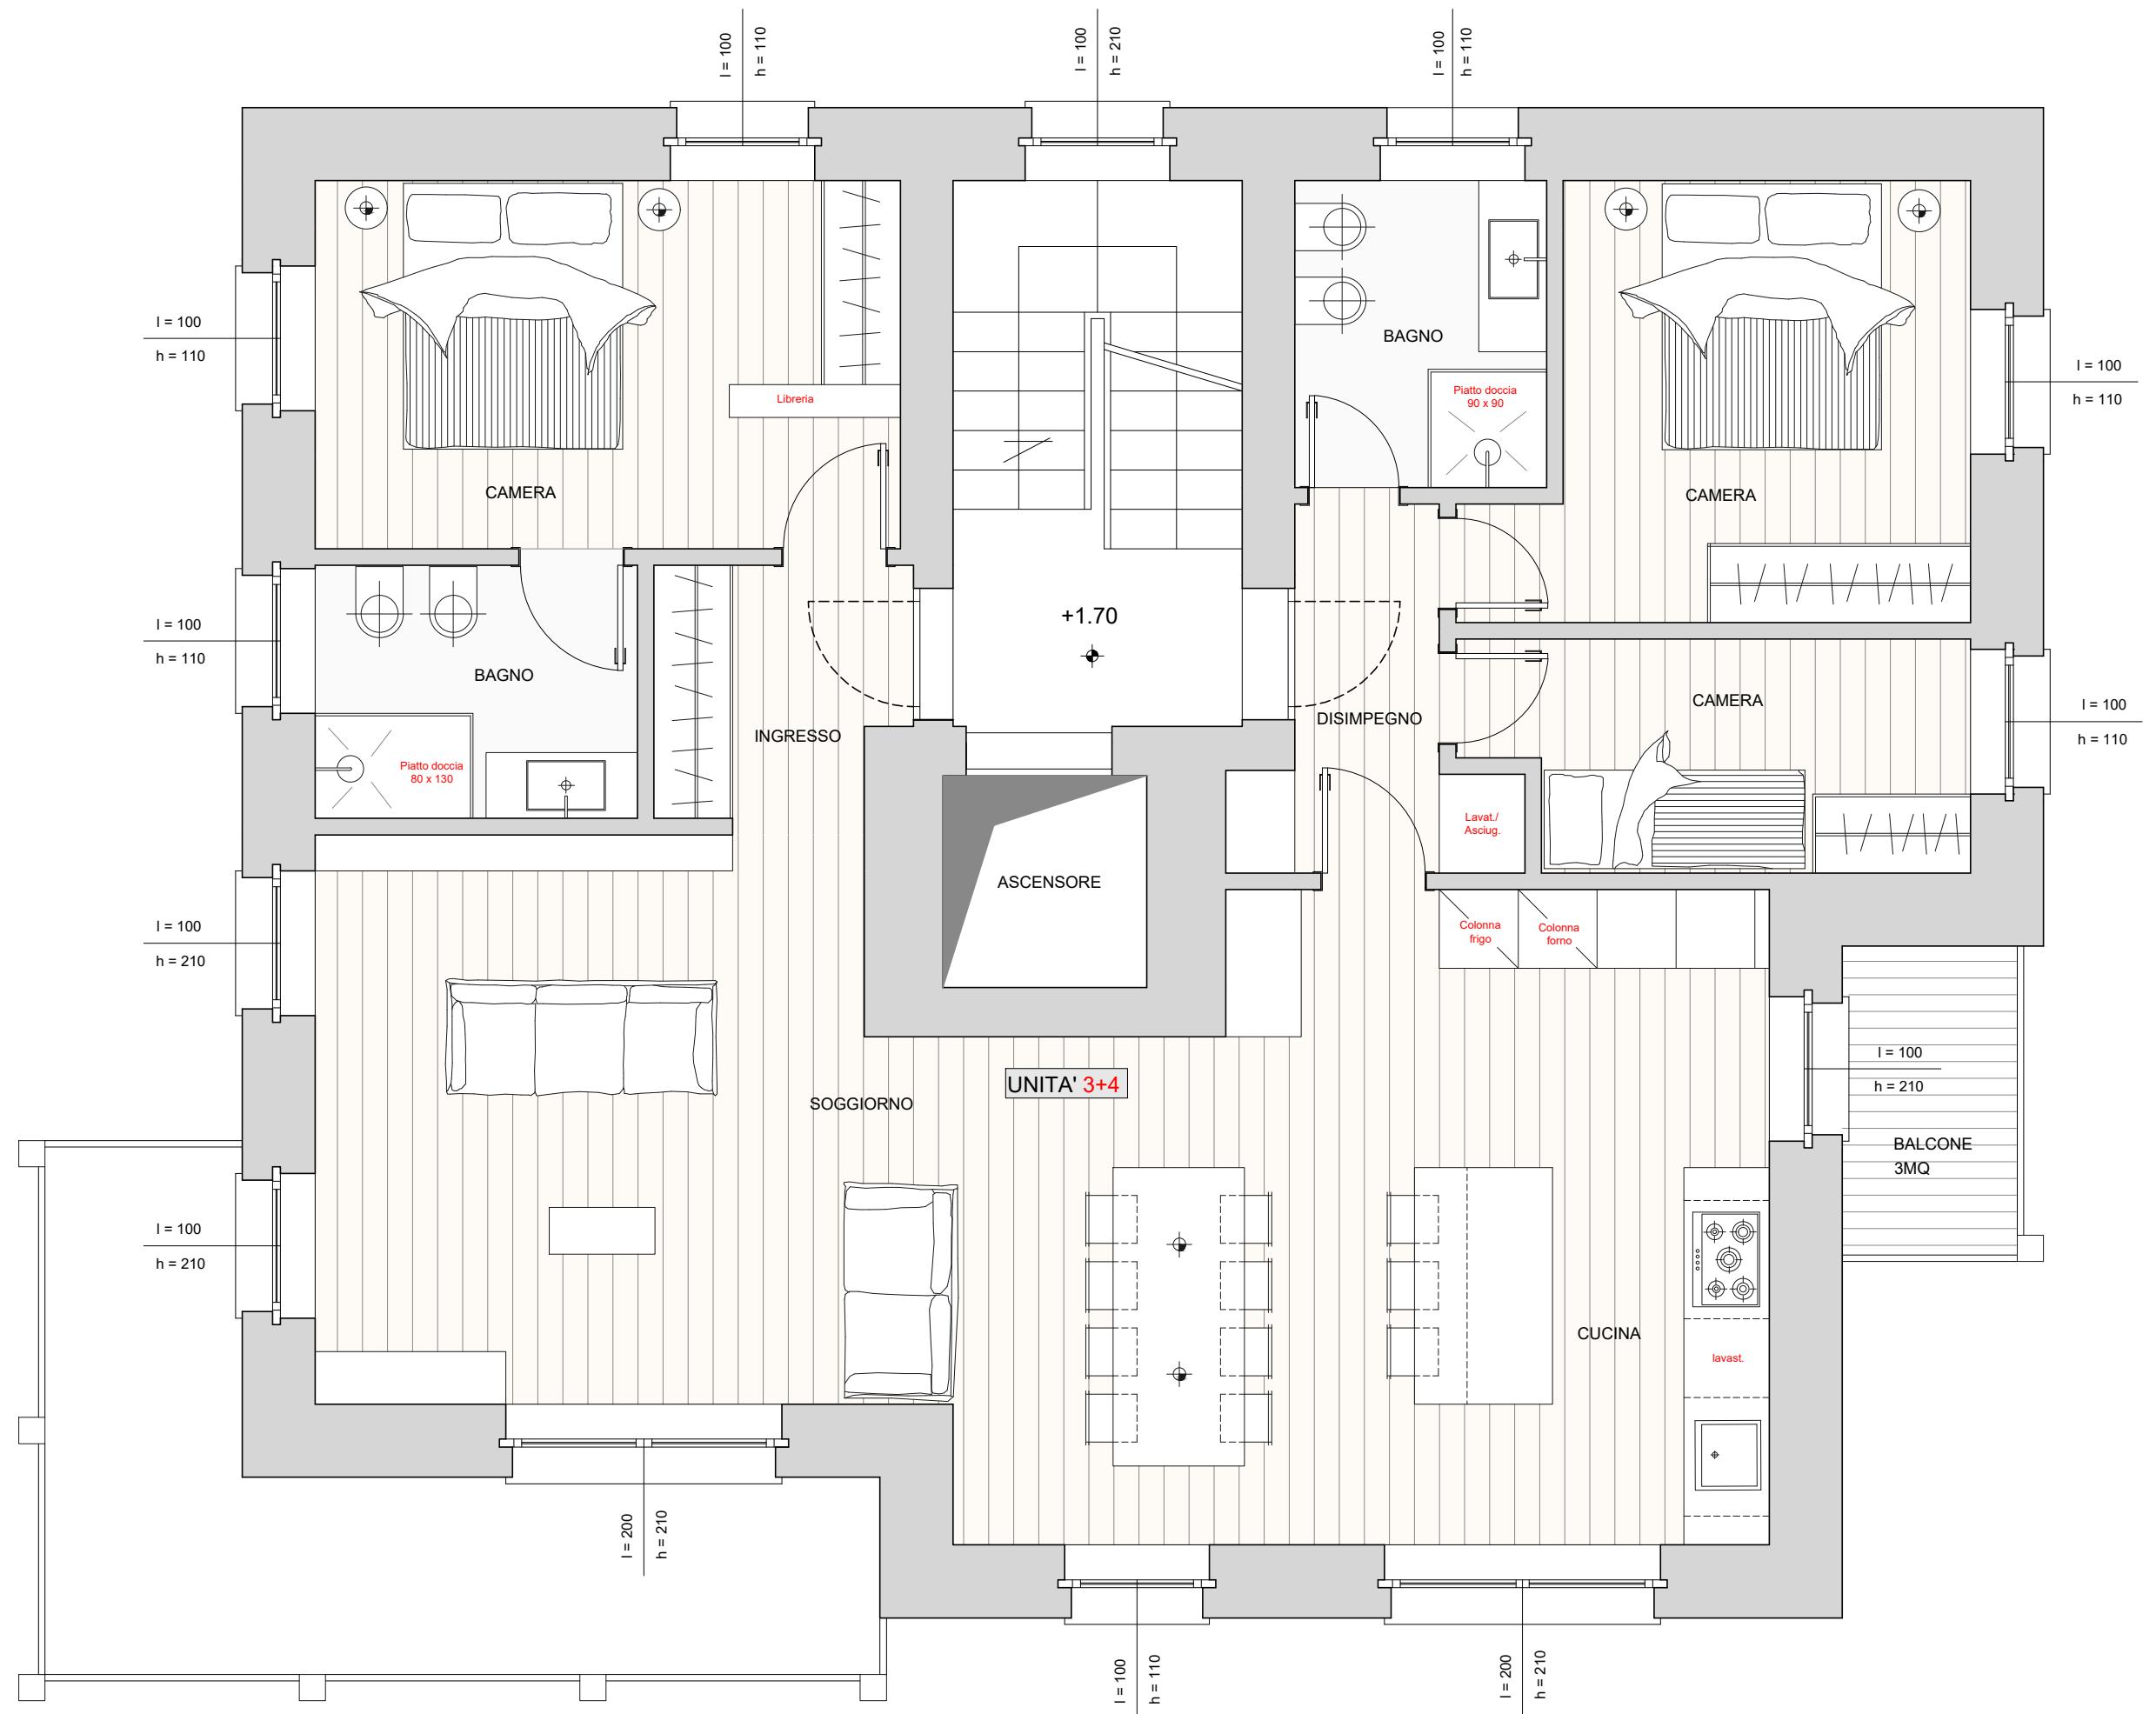 l = 100
h = 110
l = 100
h = 210
l = 100
h = 110
l = 100
h = 110
Libreria
CAMERA
BAGNO
Piatto doccia
90 x 90
CAMERA
l = 100
h = 110
l = 100
h = 110
BAGNO
Piatto doccia
80 x 130
INGRESSO
+1.70
DISIMPEGNO
CAMERA
l = 100
h = 110
Lavat./
Asciug.
ASCENSORE
l = 100
h = 210
Colonna
frigo
Colonna
forno
UNITA' 3+4
SOGGIORNO
l = 100
h = 210
BALCONE
3MQ
l = 100
h = 210
CUCINA
lavast.
l = 200
h = 210
l = 100
h = 110
l = 200
h = 210